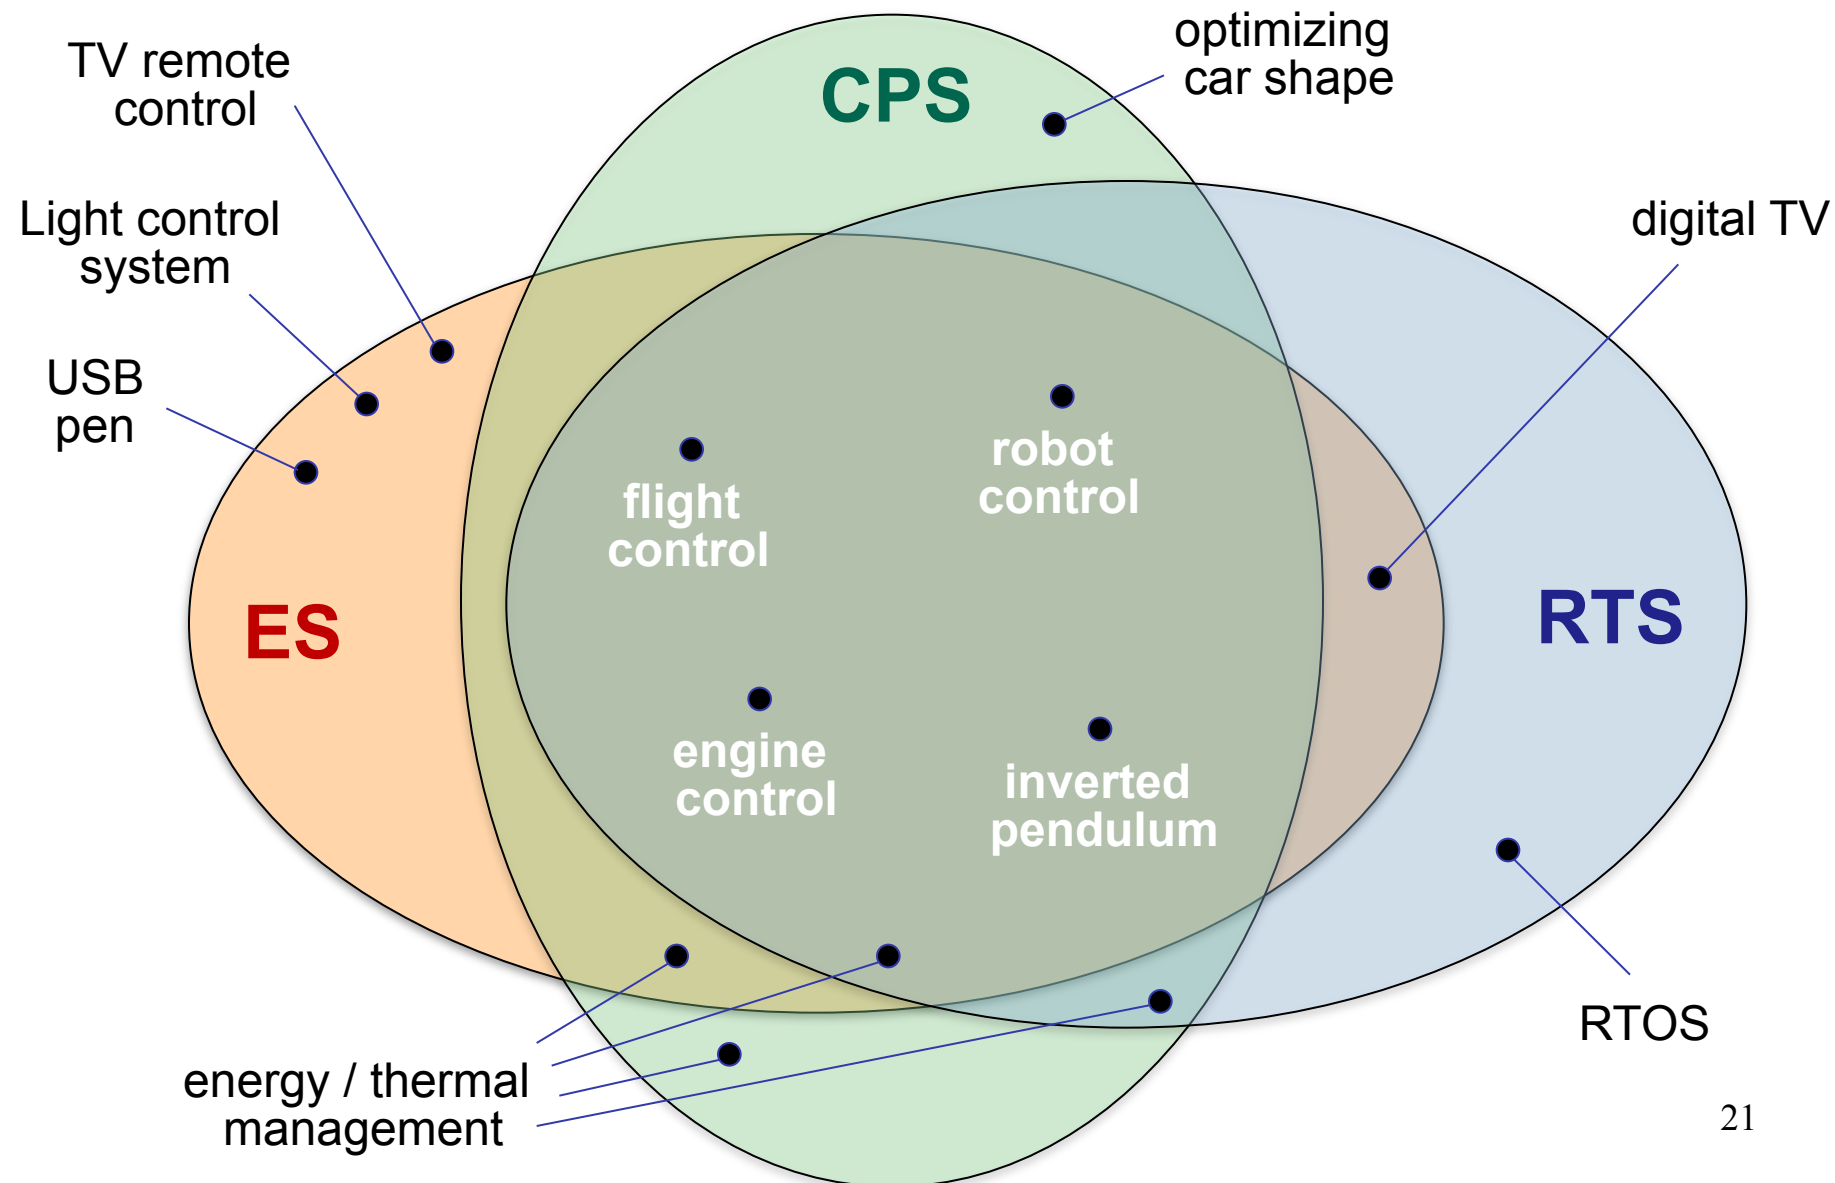 TV remote
control
CPS
optimizing
car shape
Light control
system
digital TV
USB
pen
robot
control
flight
control
ES
RTS
engine
control
inverted
pendulum
RTOS
energy / thermal
management
21